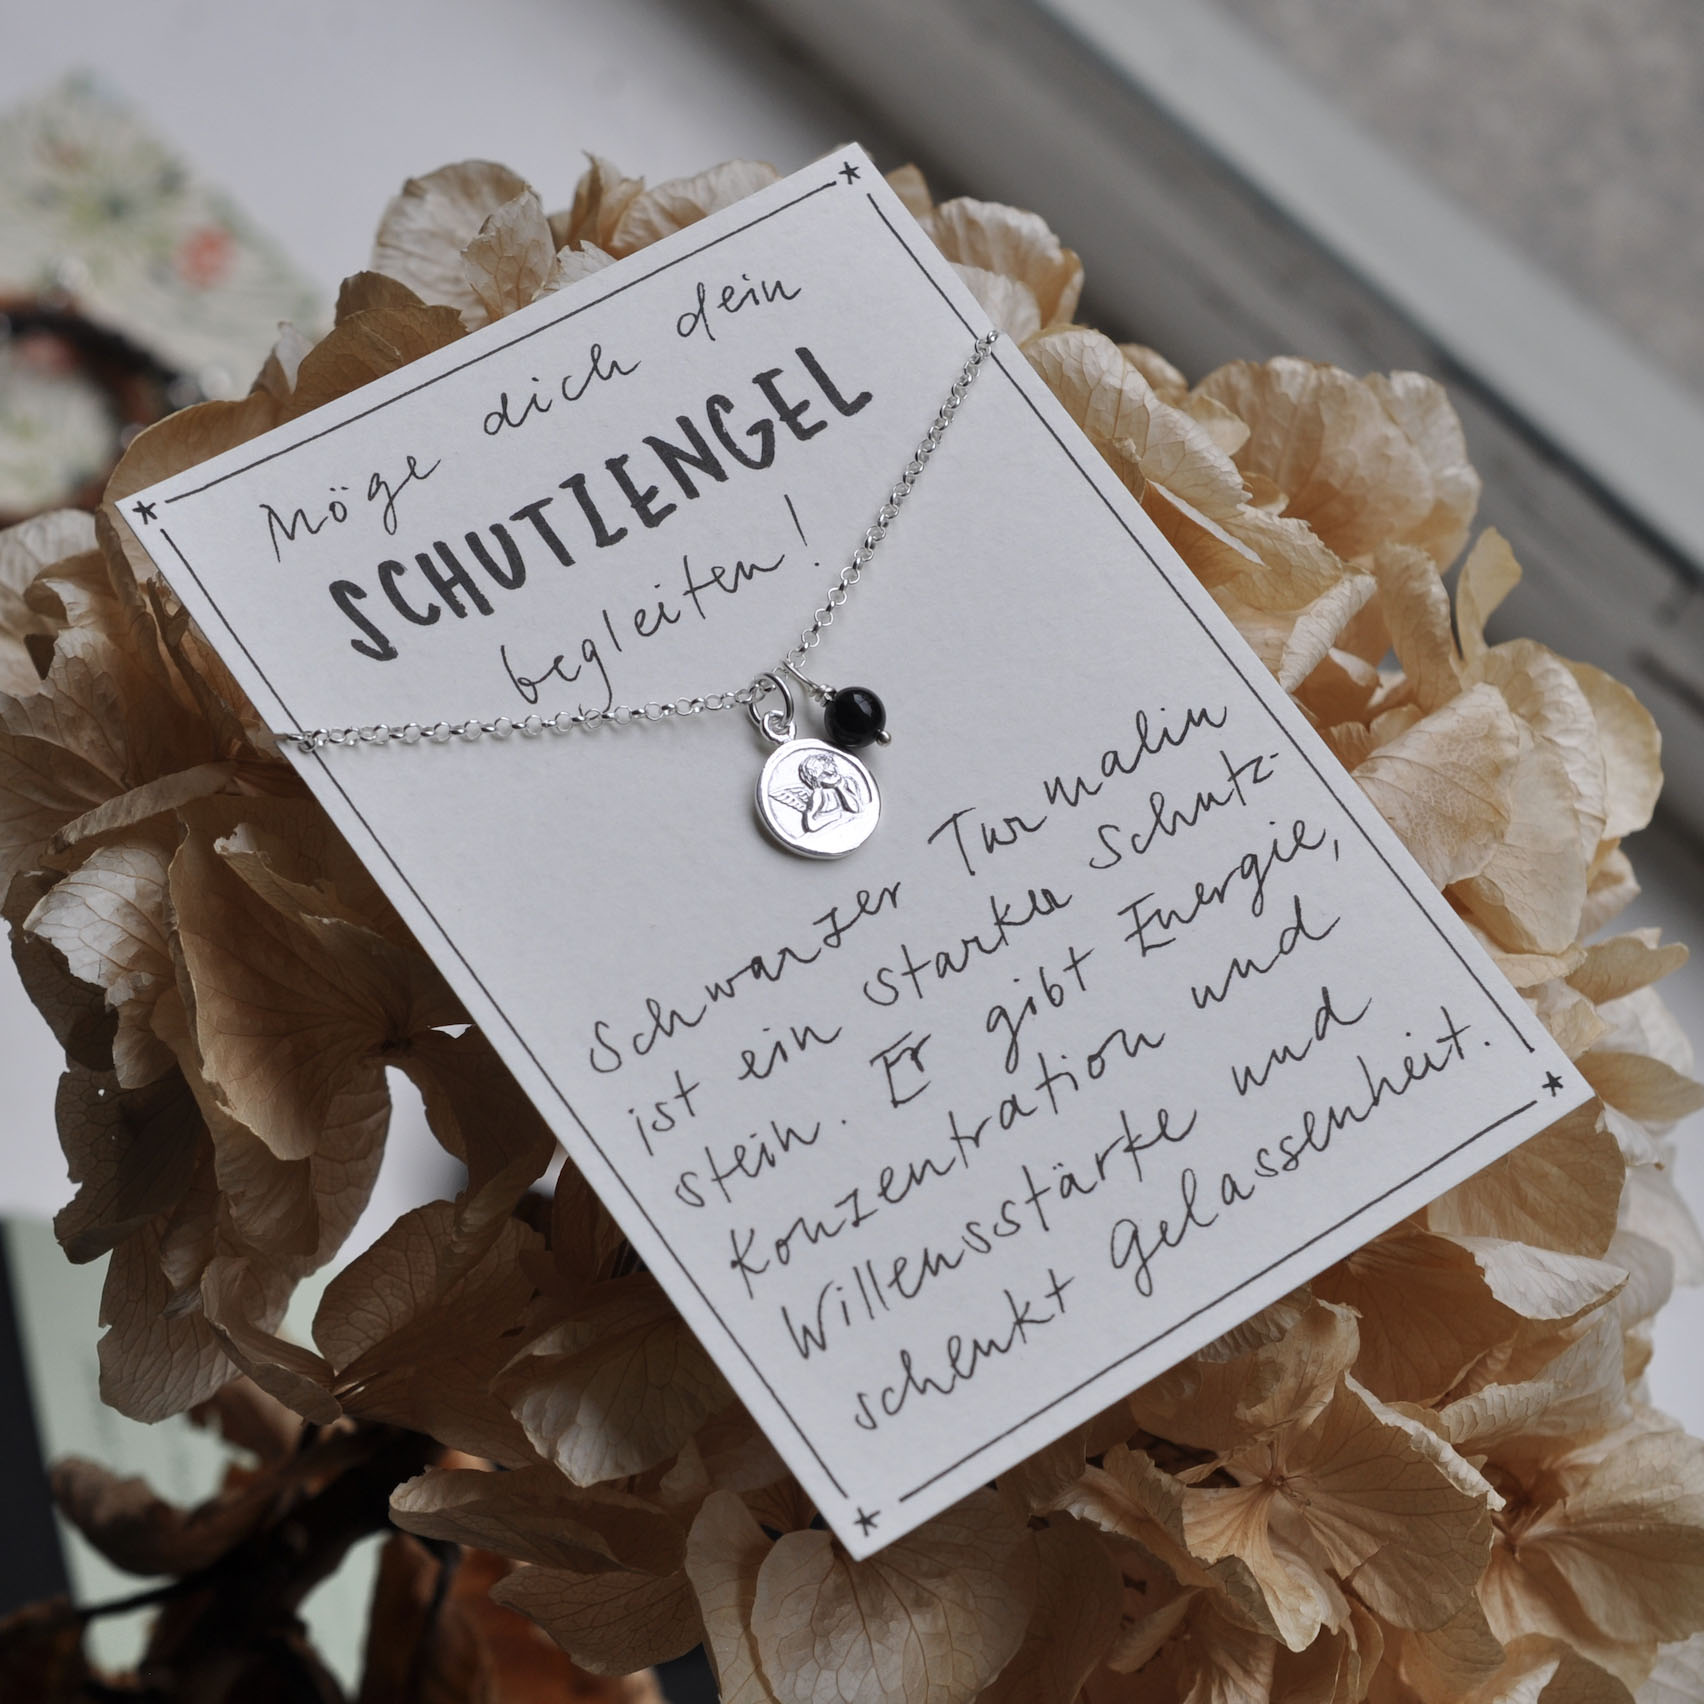 Möge dich dein
SCHUTZENGEL
begleiten!
Schwarzer Turmalin
ist ein starker Schutz-
stein. Er gibt Energie,
Konzentration und
Willensstärke und
schenkt Gelassenheit.